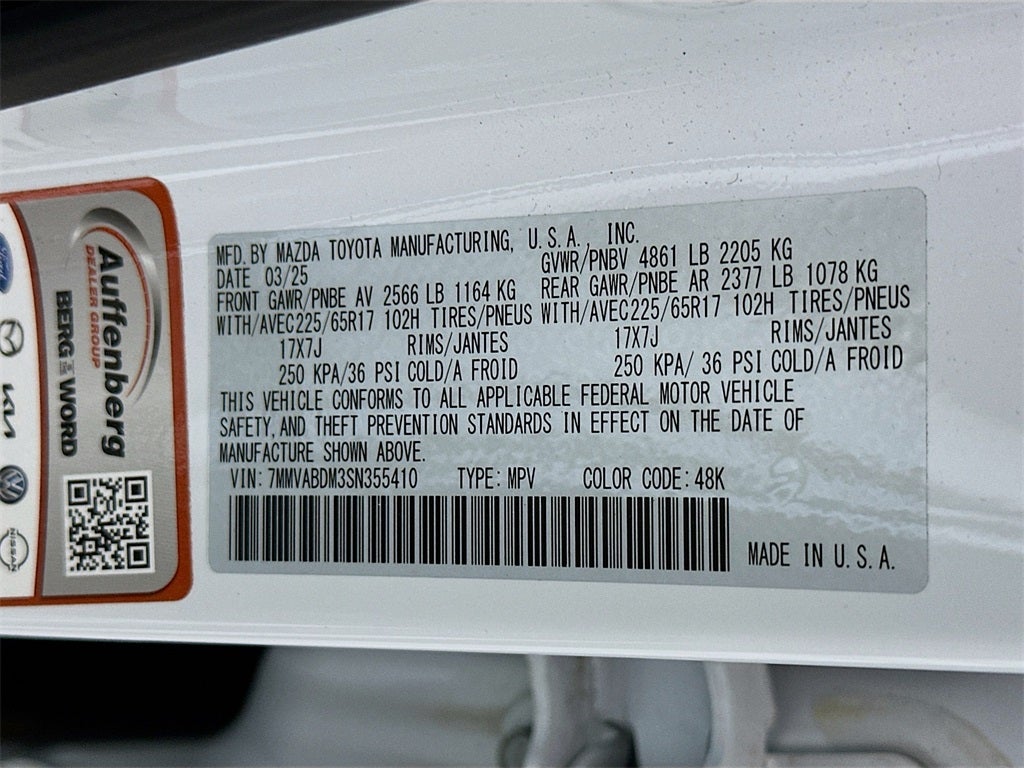 MFD. BY MAZDA TOYOTA MANUFACTURING, U.S.A., INC.
DATE 03/25 GVWR/PNBV 4861 LB 2205 KG
FRONT GAWR/PNBE AV 2566 LB 1164 KG REAR GAWR/PNBE AR 2377 LB 1078 KG
WITH/AVEC225/65R17 102H TIRES/PNEUS WITH/AVEC225/65R17 102H TIRES/PNEUS
17X7J RIMS/JANTES 17X7J RIMS/JANTES
250 KPA/36 PSI COLD/A FROID 250 KPA/ 36 PSI COLD/A FROID
THIS VEHICLE CONFORMS TO ALL APPLICABLE FEDERAL MOTOR VEHICLE
SAFETY, AND THEFT PREVENTION STANDARDS IN EFFECT ON THE DATE OF
MANUFACTURE SHOWN ABOVE.
VIN: 7MMVABDM3SN355410 TYPE: MPV COLOR CODE: 48K
MADE IN U.S.A.
Auffenberg
DEALER GROUP
BERG IS THE WORD
Ford
KIA
NISSAN